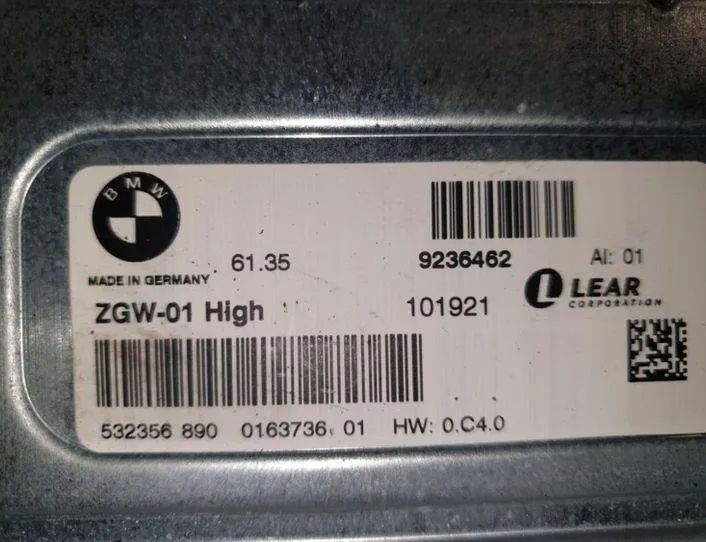 BMW
MADE IN GERMANY
61.35
9236462
AI: 01
ZGW-01 High
101921
LEAR
CORPORATION
532356 890 0163736 01 HW: 0.C4.0